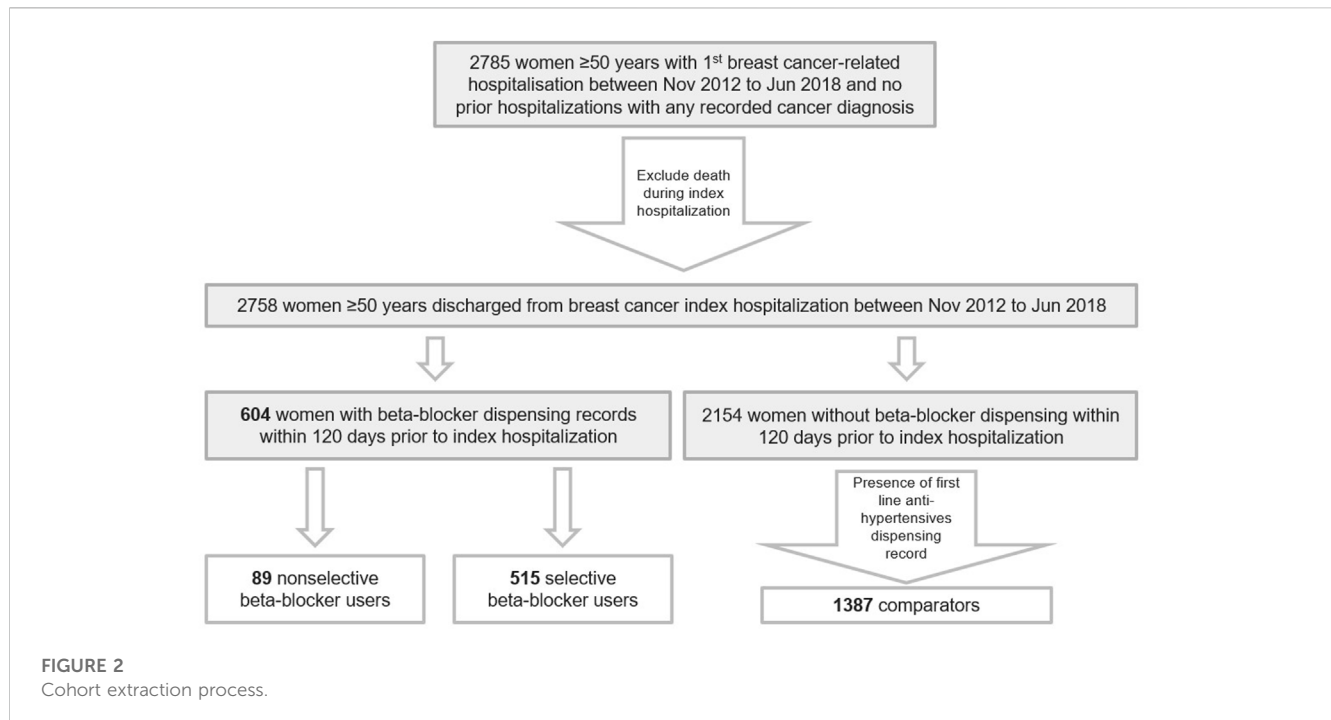 2785 women ≥50 years with 1st breast cancer-related
hospitalisation between Nov 2012 to Jun 2018 and no
prior hospitalizations with any recorded cancer diagnosis
Exclude death
during index
hospitalization
2758 women ≥50 years discharged from breast cancer index hospitalization between Nov 2012 to Jun 2018
604 women with beta-blocker dispensing records
within 120 days prior to index hospitalization
2154 women without beta-blocker dispensing within
120 days prior to index hospitalization
Presence of first
line anti-
hypertensives
dispensing
record
89 nonselective
beta-blocker users
515 selective
beta-blocker users
1387 comparators
FIGURE 2
Cohort extraction process.